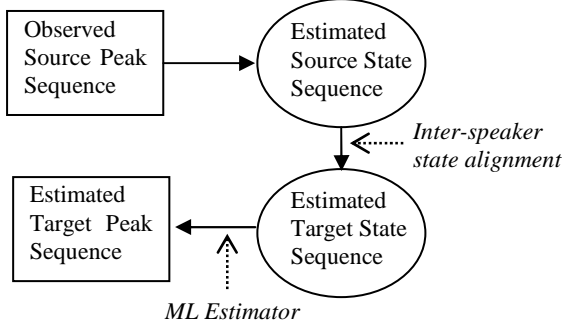 Observed
Source Peak
Sequence
Estimated
Source State
Sequence
Inter-speaker
state alignment
Estimated
Target Peak
Sequence
Estimated
Target State
Sequence
ML Estimator